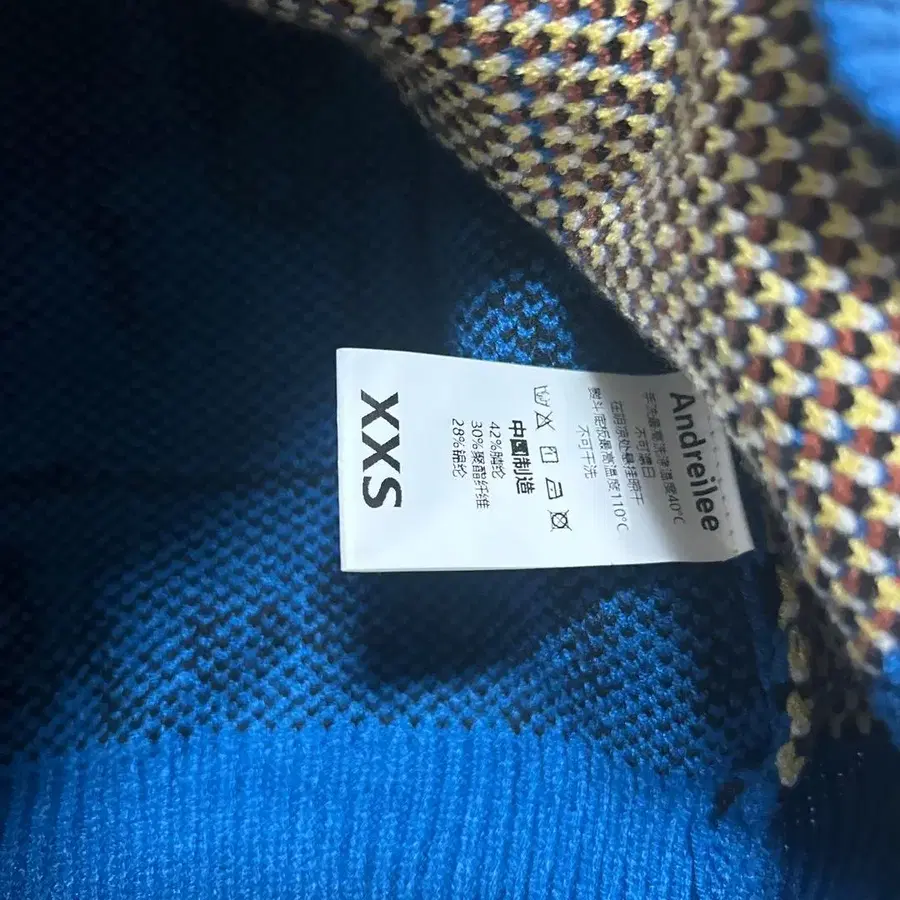 Andreilee
手洗最高洗涤温度40℃
不可漂白
在阴凉处悬挂晾干
熨斗底板最高温度110℃
不可干洗
中国制造
42%腈纶
30%聚酯纤维
28%锦纶
XXS